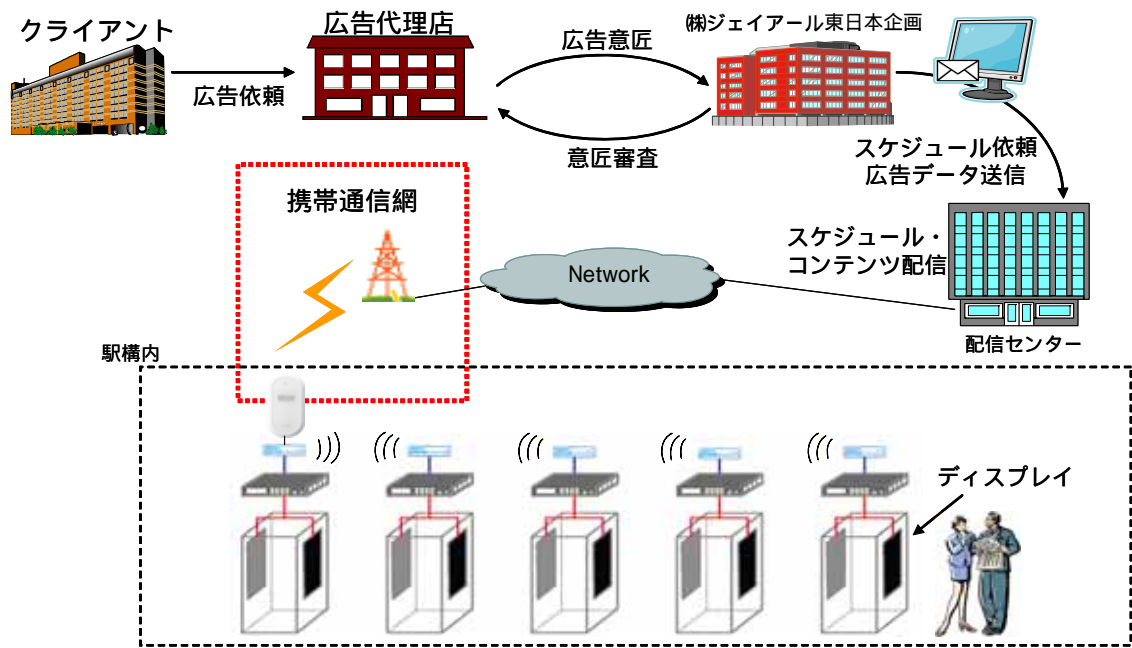 クライアント
広告代理店
㈱ジェイアール東日本企画
広告依頼
広告意匠
意匠審査
スケジュール依頼
広告データ送信
携帯通信網
Network
スケジュール・
コンテンツ配信
配信センター
駅構内
ディスプレイ